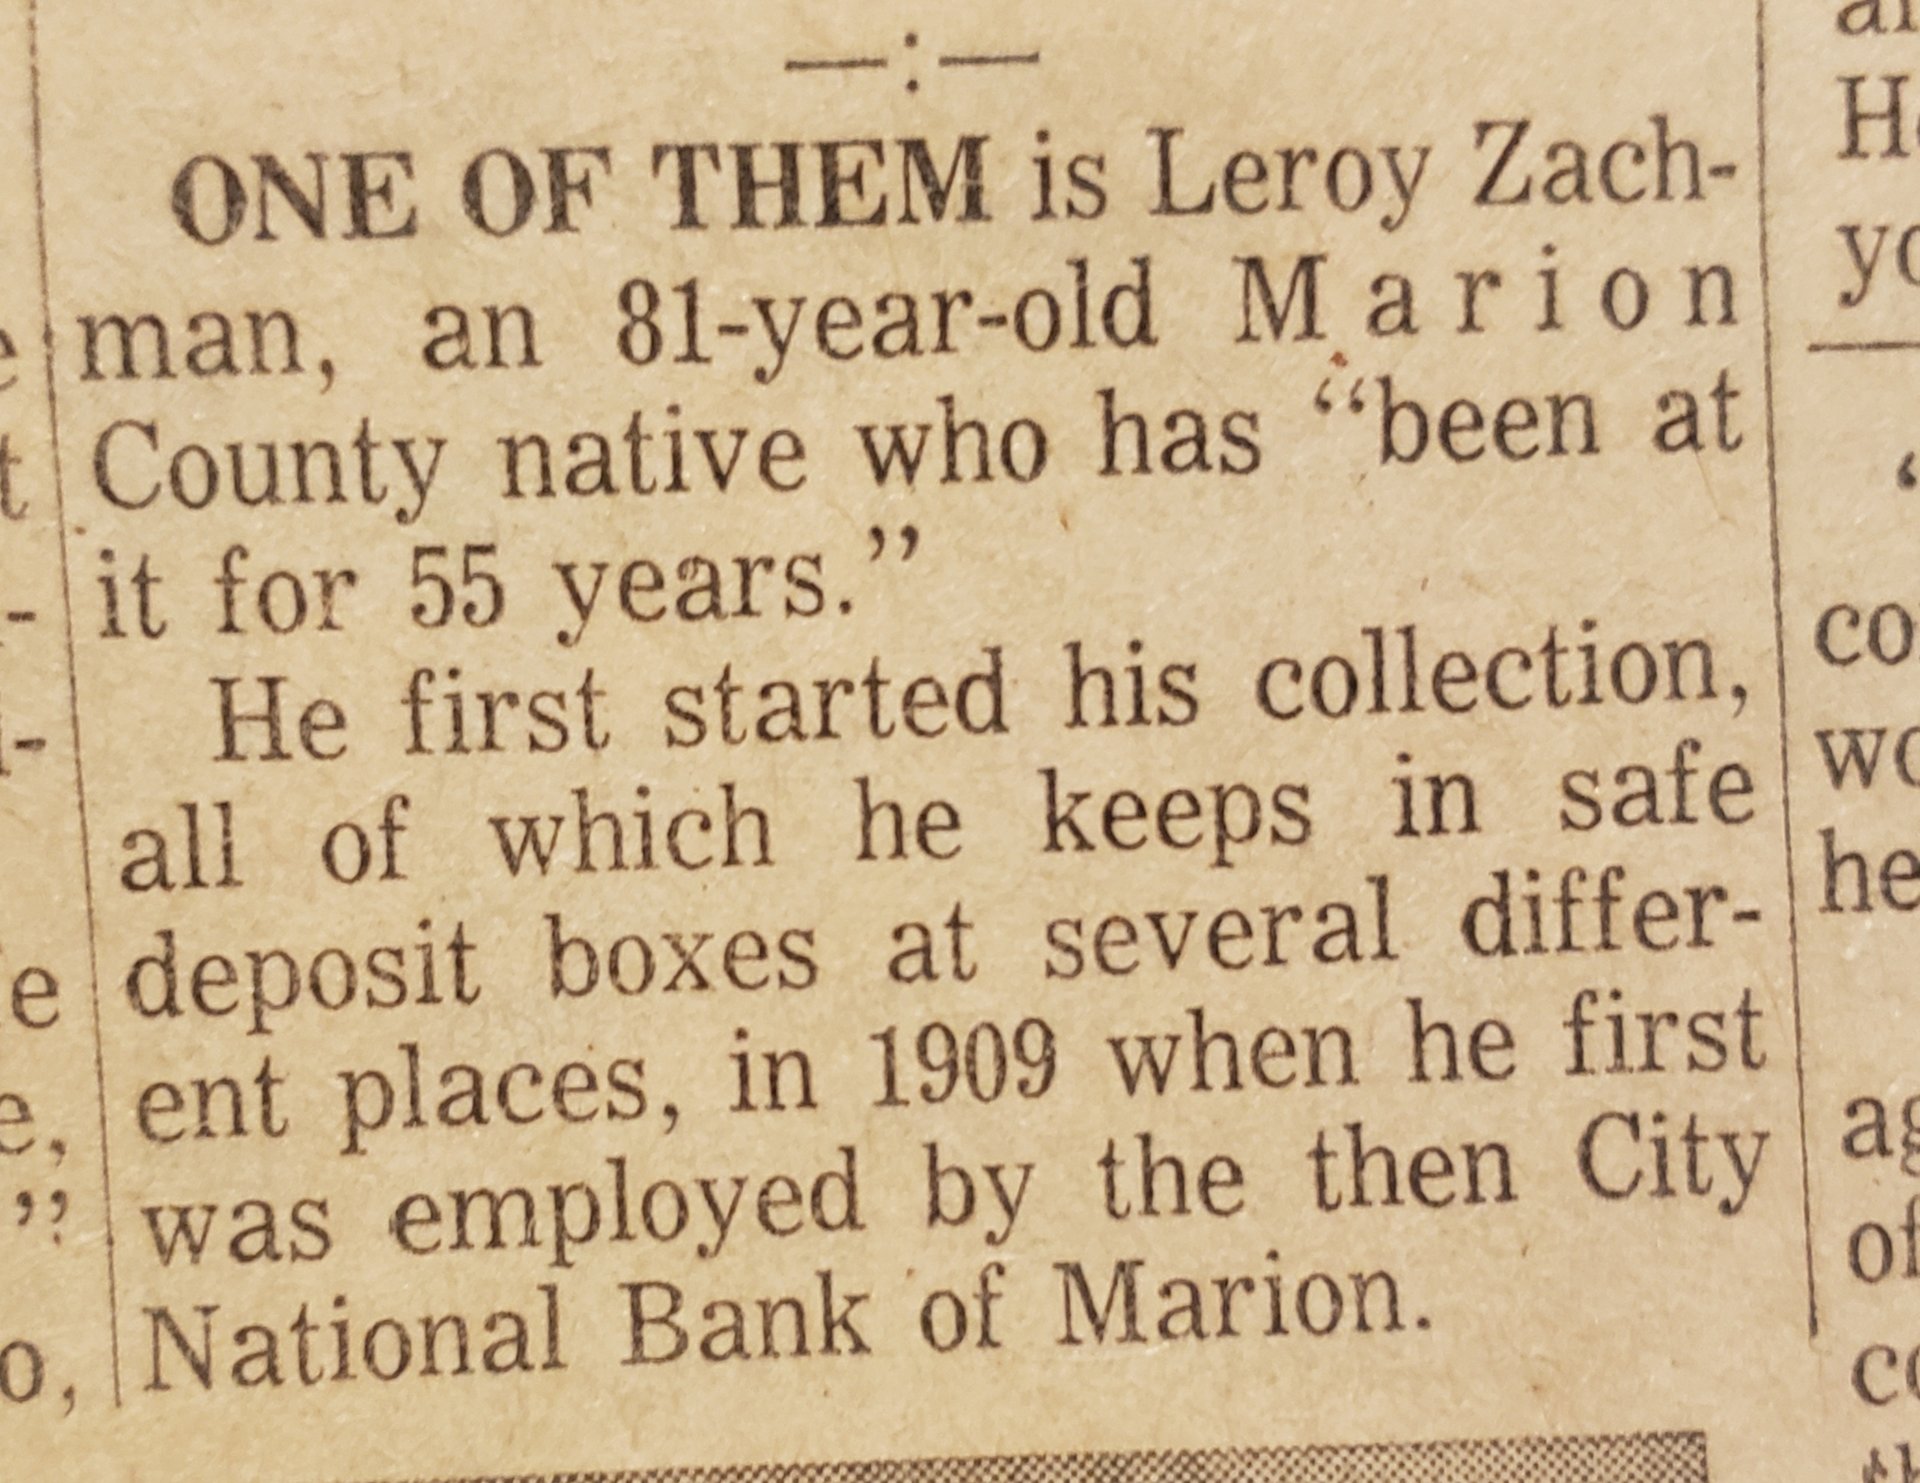 —:—
ONE OF THEM is Leroy Zach-
man, an 81-year-old Marion
County native who has “been at
it for 55 years.”
He first started his collection,
all of which he keeps in safe
deposit boxes at several differ-
ent places, in 1909 when he first
was employed by the then City
National Bank of Marion.